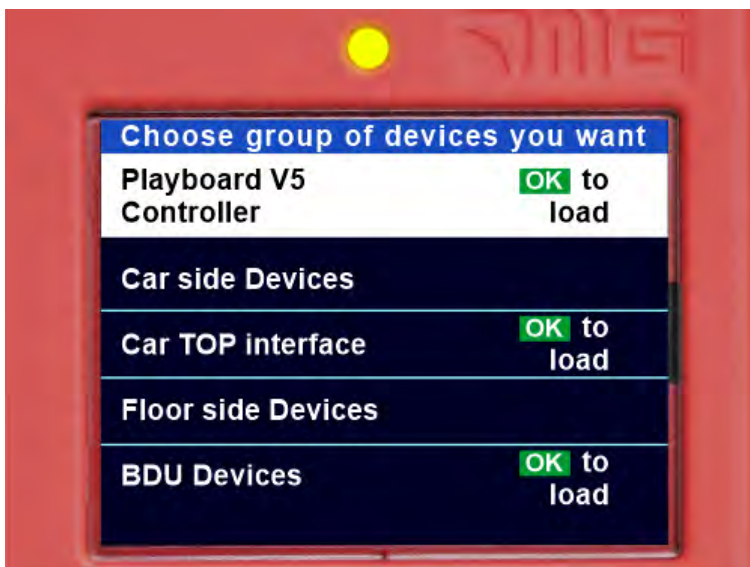 DMG
Choose group of devices you want
Playboard V5 OK to
Controller load
Car side Devices
Car TOP interface OK to
load
Floor side Devices
BDU Devices OK to
load